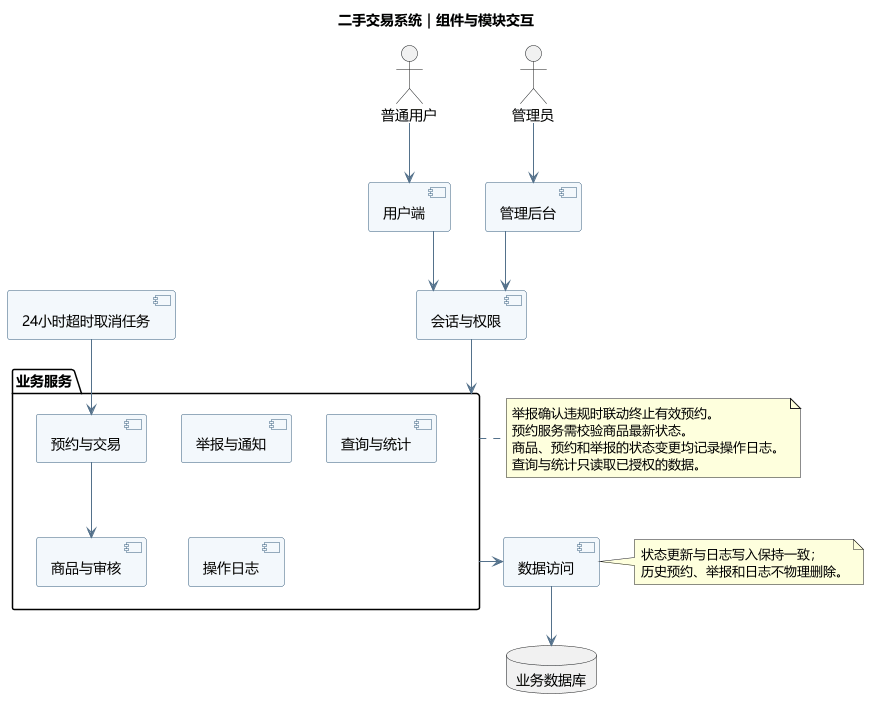 二手交易系统 | 组件与模块交互
普通用户
管理员
用户端
管理后台
24小时超时取消任务
会话与权限
业务服务
预约与交易
举报与通知
查询与统计
举报确认违规时联动终止有效预约。
预约服务需校验商品最新状态。
商品、预约和举报的状态变更均记录操作日志。
查询与统计只读取已授权的数据。
商品与审核
操作日志
数据访问
状态更新与日志写入保持一致；
历史预约、举报和日志不物理删除。
业务数据库